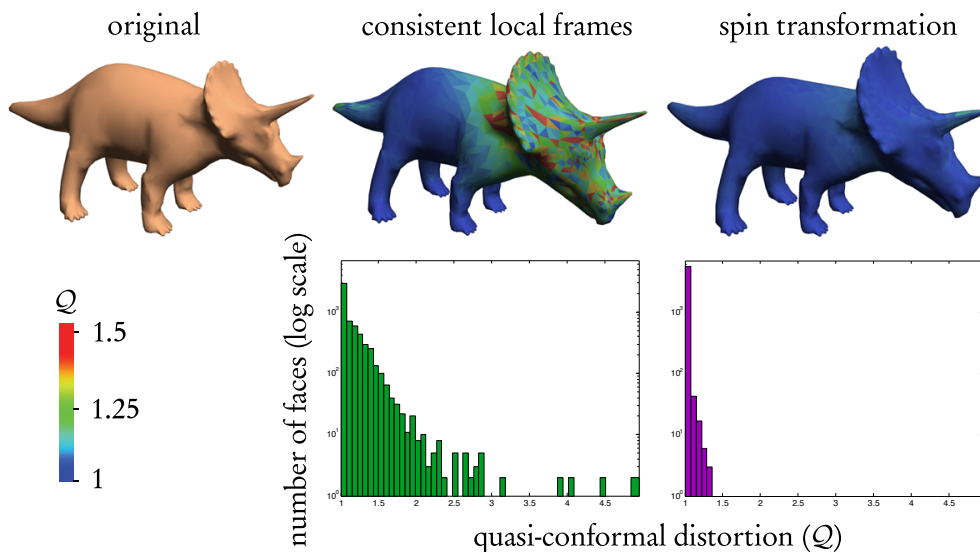 original
consistent local frames
spin transformation
Q
1.5
1.25
1
number of faces (log scale)
10³
10²
10¹
10⁰
1 1.5 2 2.5 3 3.5 4 4.5
10³
10²
10¹
10⁰
1 1.5 2 2.5 3 3.5 4 4.5
quasi-conformal distortion (Q)